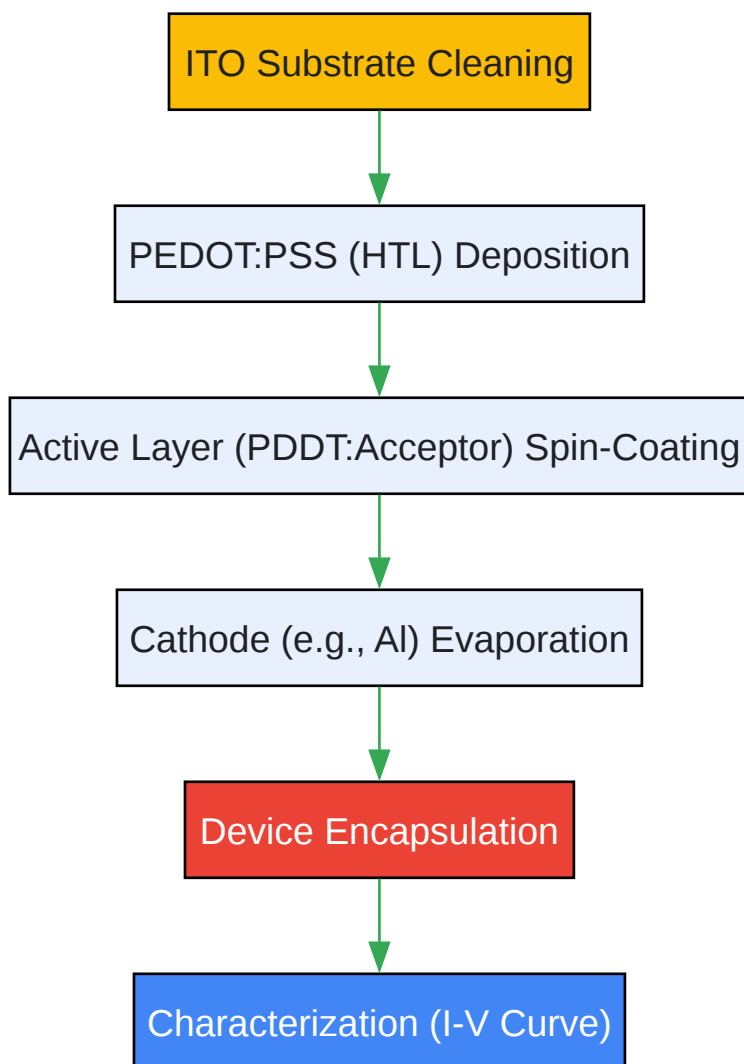 ITO Substrate Cleaning
PEDOT:PSS (HTL) Deposition
Active Layer (PDDT:Acceptor) Spin-Coating
Cathode (e.g., Al) Evaporation
Device Encapsulation
Characterization (I-V Curve)